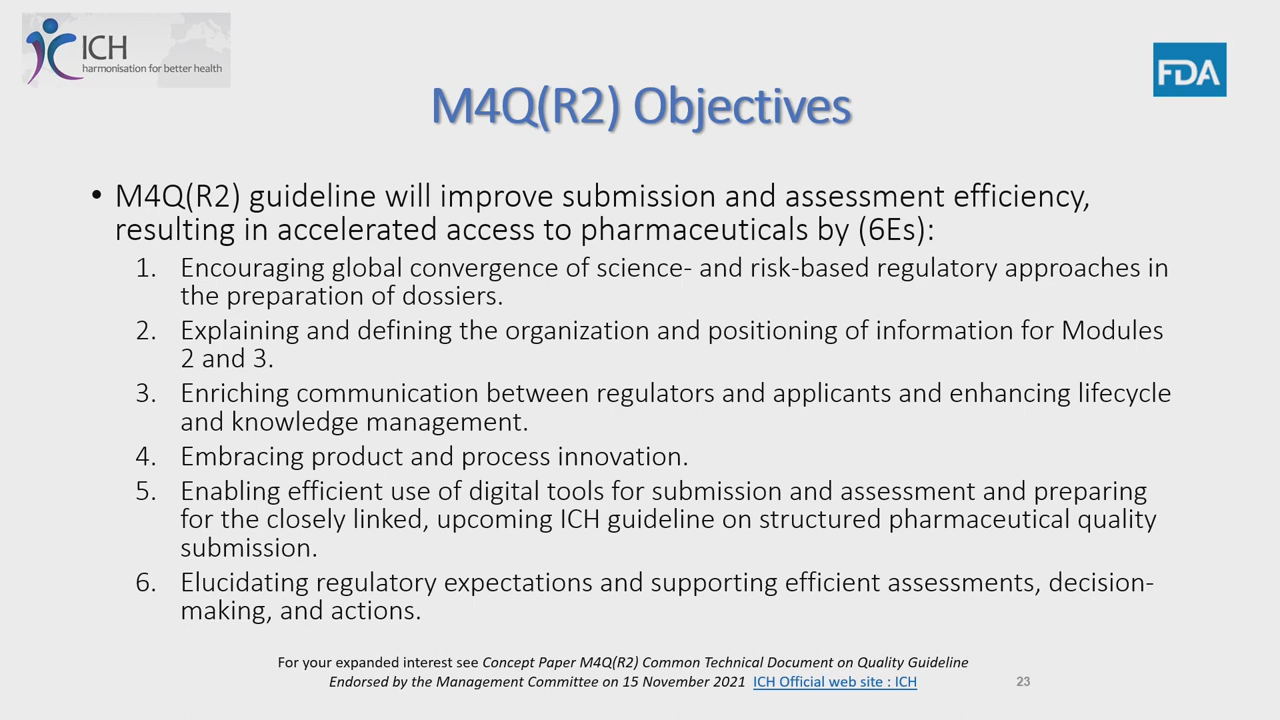 ICH
harmonisation for better health
FDA
M4Q(R2) Objectives
• M4Q(R2) guideline will improve submission and assessment efficiency,
resulting in accelerated access to pharmaceuticals by (6Es):
1. Encouraging global convergence of science- and risk-based regulatory approaches in
the preparation of dossiers.
2. Explaining and defining the organization and positioning of information for Modules
2 and 3.
3. Enriching communication between regulators and applicants and enhancing lifecycle
and knowledge management.
4. Embracing product and process innovation.
5. Enabling efficient use of digital tools for submission and assessment and preparing
for the closely linked, upcoming ICH guideline on structured pharmaceutical quality
submission.
6. Elucidating regulatory expectations and supporting efficient assessments, decision-
making, and actions.
For your expanded interest see Concept Paper M4Q(R2) Common Technical Document on Quality Guideline
Endorsed by the Management Committee on 15 November 2021 ICH Official web site : ICH
23